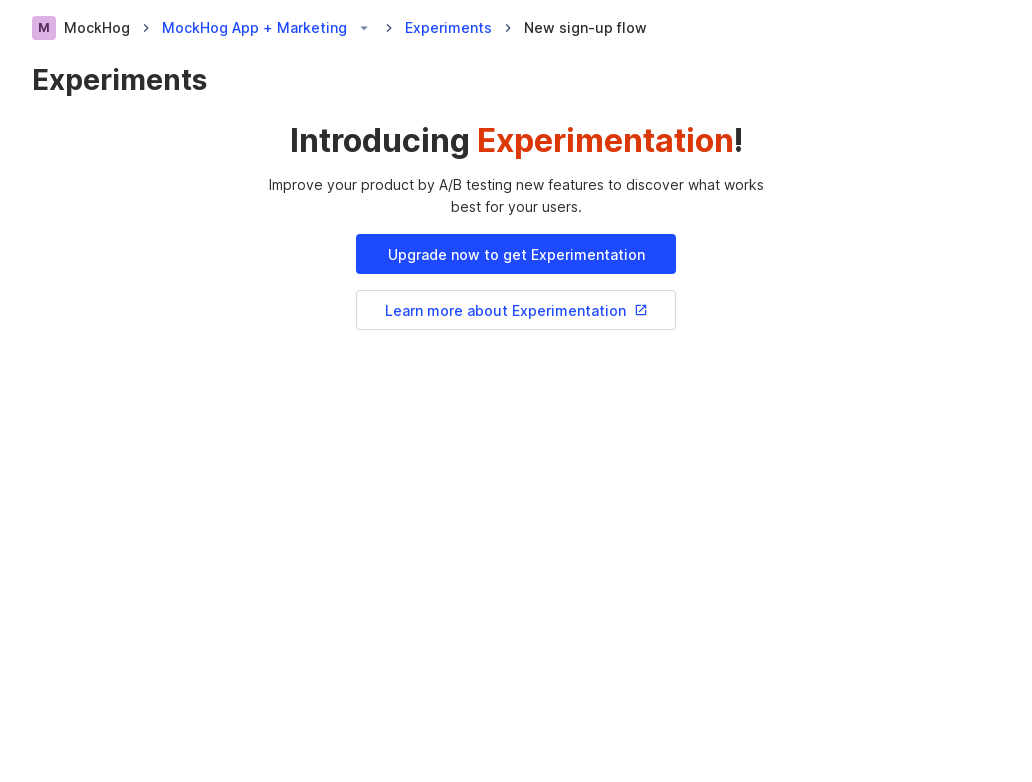 M MockHog MockHog App + Marketing Experiments New sign-up flow
Experiments
Introducing Experimentation!
Improve your product by A/B testing new features to discover what works
best for your users.
Upgrade now to get Experimentation
Learn more about Experimentation